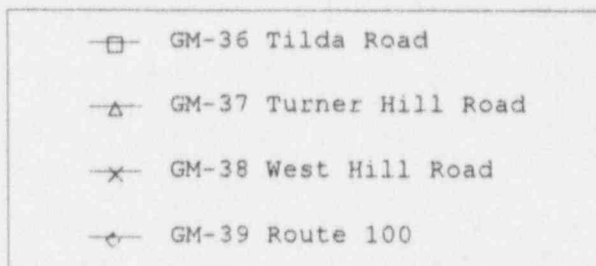 GM-36 Tilda Road
GM-37 Turner Hill Road
GM-38 West Hill Road
GM-39 Route 100